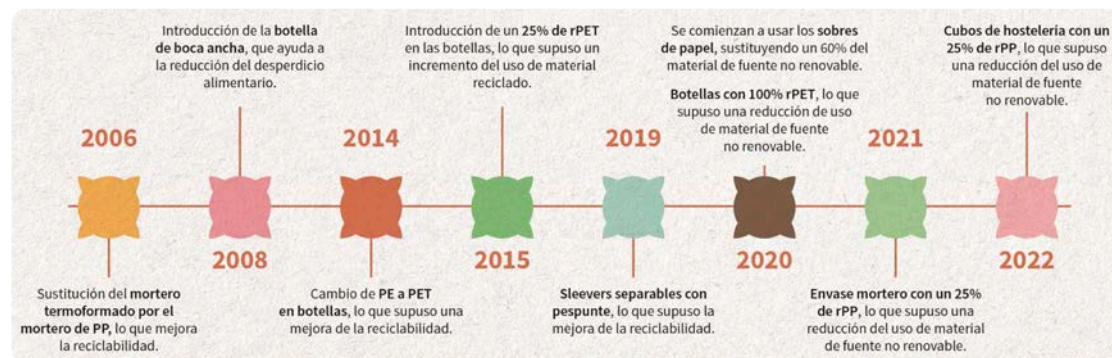 2006
Sustitución del mortero
termoformado por el
mortero de PP, lo que mejora
la reciclabilidad.
Introducción de la botella
de boca ancha, que ayuda a
la reducción del desperdicio
alimentario.
2008
2014
Cambio de PE a PET
en botellas, lo que supuso una
mejora de la reciclabilidad.
Introducción de un 25% de rPET
en las botellas, lo que supuso un
incremento del uso de material
reciclado.
2015
2019
Sleevers separables con
pespunte, lo que supuso la
mejora de la reciclabilidad.
Se comienzan a usar los sobres
de papel, sustituyendo un 60% del
material de fuente no renovable.
Botellas con 100% rPET, lo que
supuso una reducción de uso
de material de fuente
no renovable.
2020
2021
Envase mortero con un 25%
de rPP, lo que supuso una
reducción del uso de material
de fuente no renovable.
Cubos de hostelería con un
25% de rPP, lo que supuso
una reducción del uso de
material de fuente
no renovable.
2022